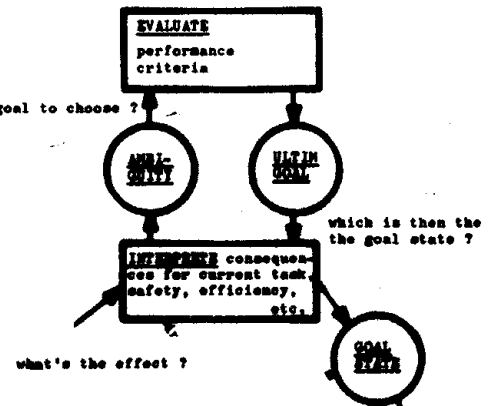 EVALUATE
performance
criteria
goal to choose ?
AMBI-
GUITY
ULTIM
GOAL
which is then the
the goal state ?
INTERPRETE consequen-
ces for current task,
safety, efficiency,
etc.
what's the effect ?
GOAL
STATE